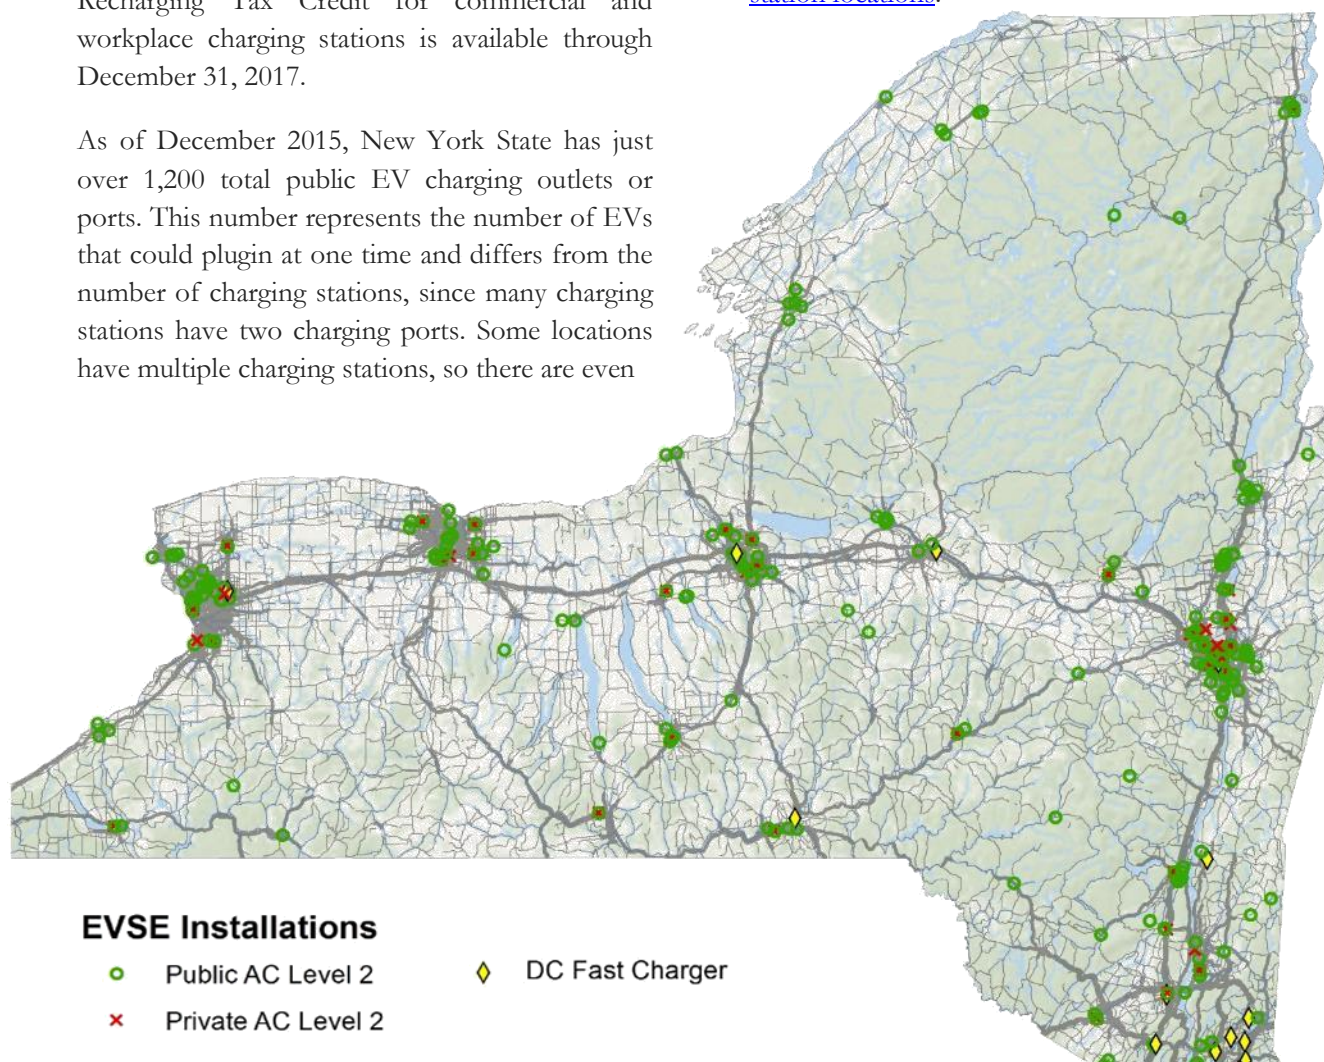 Recharging Tax Credit for commercial and
workplace charging stations is available through
December 31, 2017.
As of December 2015, New York State has just
over 1,200 total public EV charging outlets or
ports. This number represents the number of EVs
that could plugin at one time and differs from the
number of charging stations, since many charging
stations have two charging ports. Some locations
have multiple charging stations, so there are even
station locations.
EVSE Installations
Public AC Level 2
DC Fast Charger
Private AC Level 2